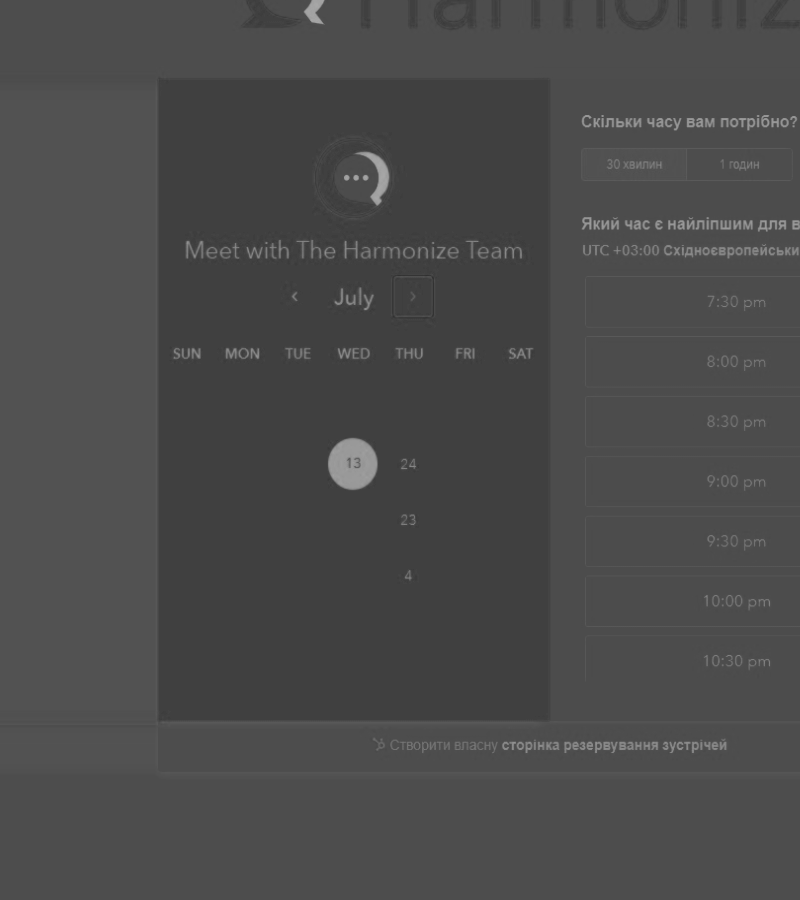 Harmoniz
Meet with The Harmonize Team
July
SUN MON TUE WED THU FRI SAT
13 24
23
4
Скільки часу вам потрібно?
30 хвилин 1 годин
Який час є найліпшим для в
UTC +03:00 Східноєвропейськи
7:30 pm
8:00 pm
8:30 pm
9:00 pm
9:30 pm
10:00 pm
10:30 pm
Створити власну сторінка резервування зустрічей